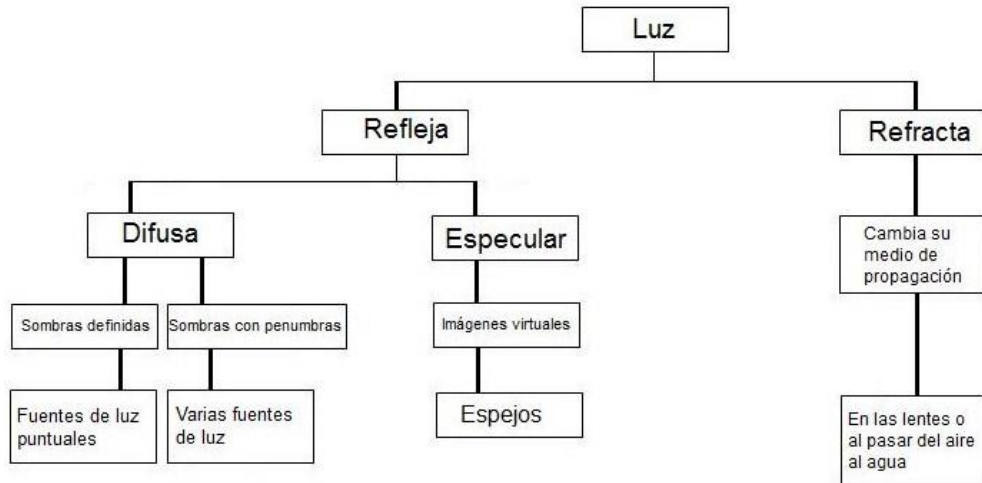 Luz
Refleja
Refracta
Difusa
Especular
Cambia su
medio de
propagación
Sombras definidas
Sombras con penumbras
Imágenes virtuales
Fuentes de luz
puntuales
Varias fuentes
de luz
Espejos
En las lentes o
al pasar del aire
al agua